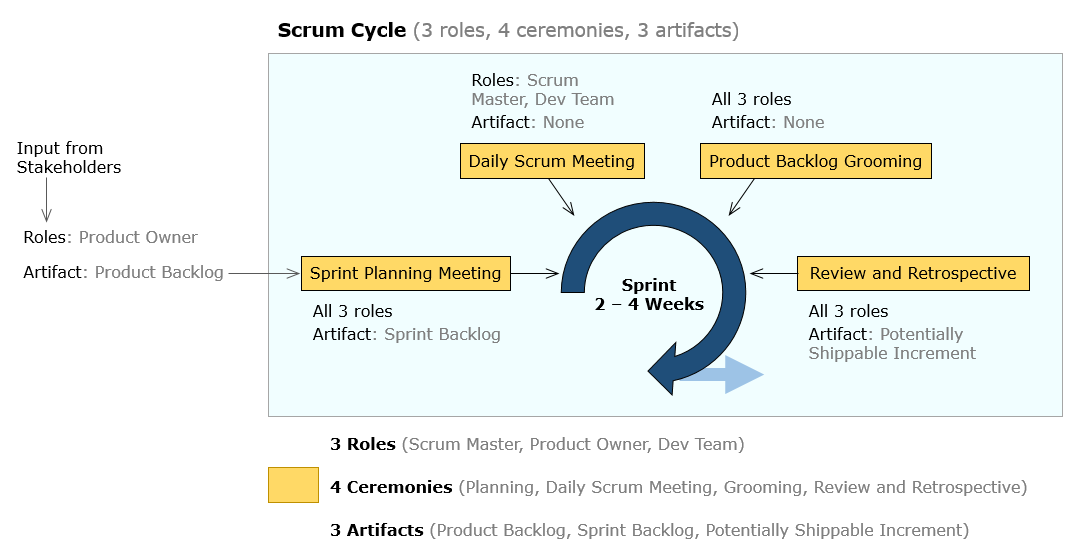 Scrum Cycle (3 roles, 4 ceremonies, 3 artifacts)
Roles: Scrum
Master, Dev Team
Artifact: None
All 3 roles
Artifact: None
Daily Scrum Meeting
Product Backlog Grooming
Input from
Stakeholders
Roles: Product Owner
Artifact: Product Backlog
Sprint Planning Meeting
All 3 roles
Artifact: Sprint Backlog
Sprint
2 – 4 Weeks
Review and Retrospective
All 3 roles
Artifact: Potentially
Shippable Increment
3 Roles (Scrum Master, Product Owner, Dev Team)
4 Ceremonies (Planning, Daily Scrum Meeting, Grooming, Review and Retrospective)
3 Artifacts (Product Backlog, Sprint Backlog, Potentially Shippable Increment)